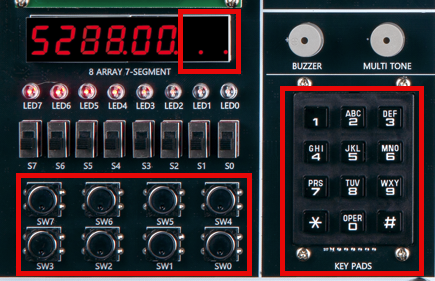 5288.00. . .
8 ARRAY 7-SEGMENT
BUZZER MULTI TONE
LED7 LED6 LED5 LED4 LED3 LED2 LED1 LED0
S7 S6 S5 S4 S3 S2 S1 S0
SW7 SW6 SW5 SW4
SW3 SW2 SW1 SW0
1 ABC 2 DEF 3
GHI 4 JKL 5 MNO 6
PRS 7 TUV 8 WXY 9
* OPER 0 #
KEY PADS